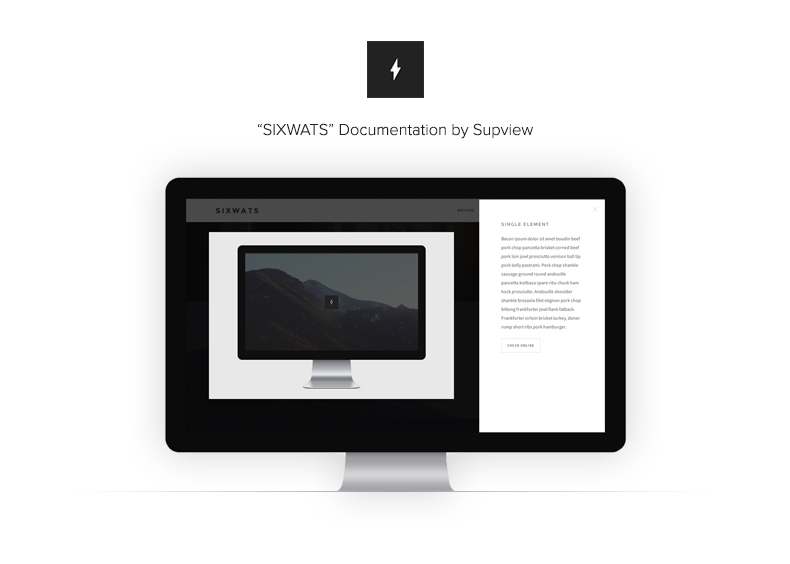 “SIXWATS” Documentation by Supview
SIXWATS
SINGLE ELEMENT
Bacon ipsum dolor sit amet boudin beef
pork chop pancetta brisket corned beef
pork loin jowl prosciutto venison ball tip
pork belly pastrami. Pork chop shankle
sausage ground round andouille
pancetta kielbasa spare ribs chuck ham
hock prosciutto. Andouille shoulder
shankle bresaola filet mignon pork chop
biltong frankfurter jowl flank fatback.
Frankfurter sirloin brisket turkey, doner
rump short ribs pork hamburger.
CHECK ONLINE